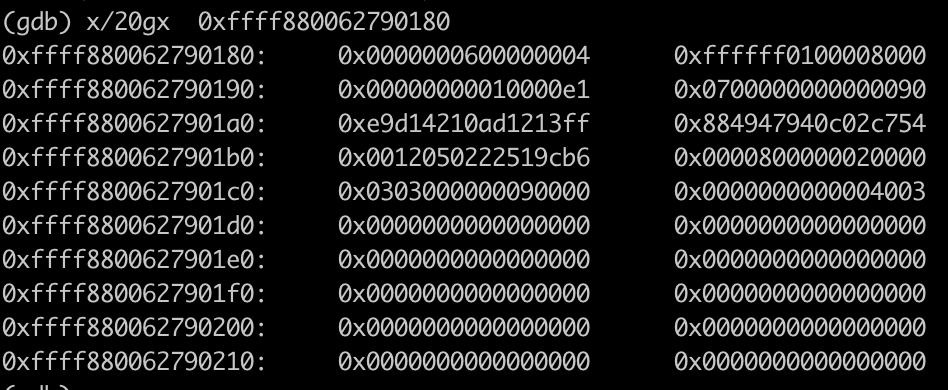 (gdb) x/20gx 0xffff880062790180
0xffff880062790180: 0x0000000600000004 0xffffff0100008000
0xffff880062790190: 0x00000000010000e1 0x0700000000000090
0xffff8800627901a0: 0xe9d14210ad1213ff 0x884947940c02c754
0xffff8800627901b0: 0x0012050222519cb6 0x0000800000020000
0xffff8800627901c0: 0x0303000000090000 0x0000000000004003
0xffff8800627901d0: 0x0000000000000000 0x0000000000000000
0xffff8800627901e0: 0x0000000000000000 0x0000000000000000
0xffff8800627901f0: 0x0000000000000000 0x0000000000000000
0xffff880062790200: 0x0000000000000000 0x0000000000000000
0xffff880062790210: 0x0000000000000000 0x0000000000000000